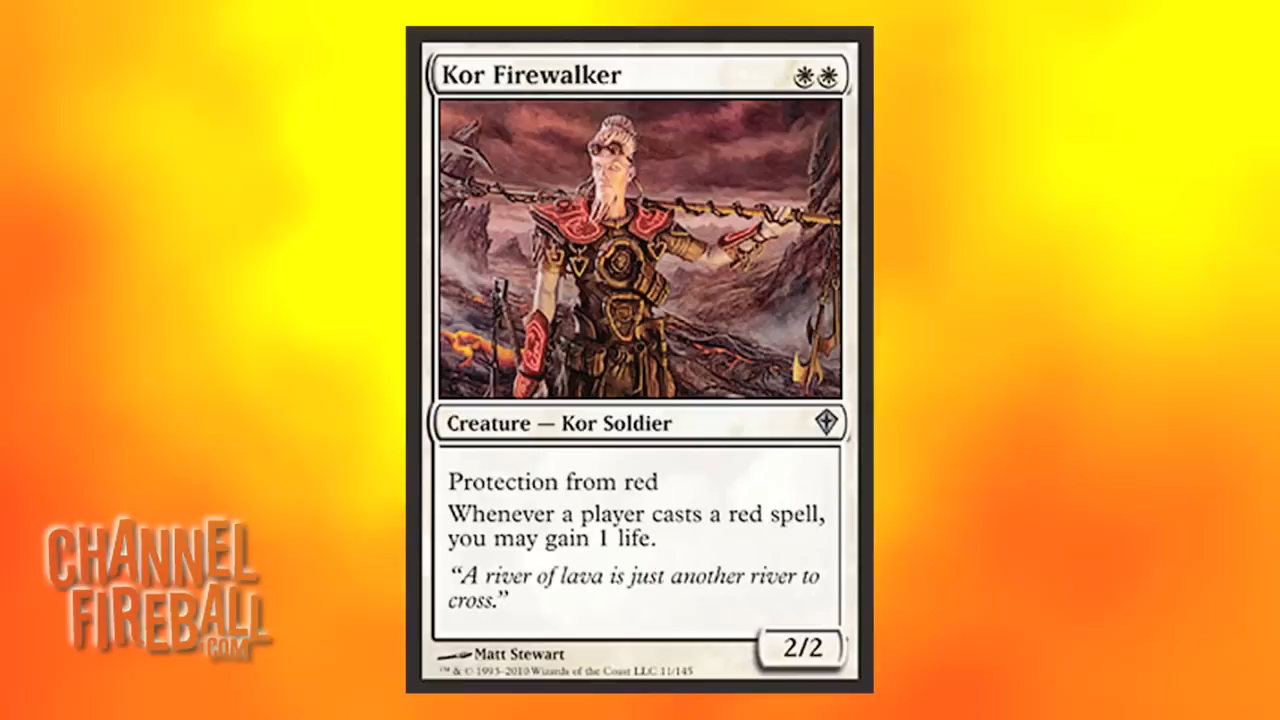 Kor Firewalker
Creature — Kor Soldier
Protection from red
Whenever a player casts a red spell,
you may gain 1 life.
“A river of lava is just another river to
cross.”
2/2
Matt Stewart
™ & © 1993–2010 Wizards of the Coast LLC 11/145
CHANNEL
FIREBALL
.COM